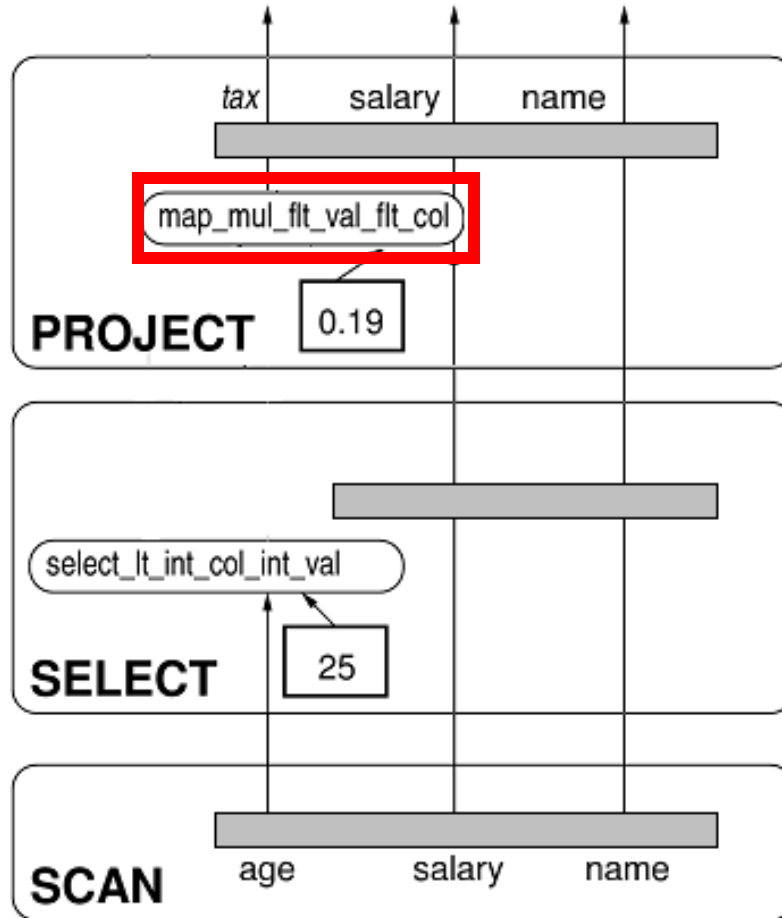 tax salary name
map_mul_flt_val_flt_col
0.19
PROJECT
select_lt_int_col_int_val
25
SELECT
age salary name
SCAN